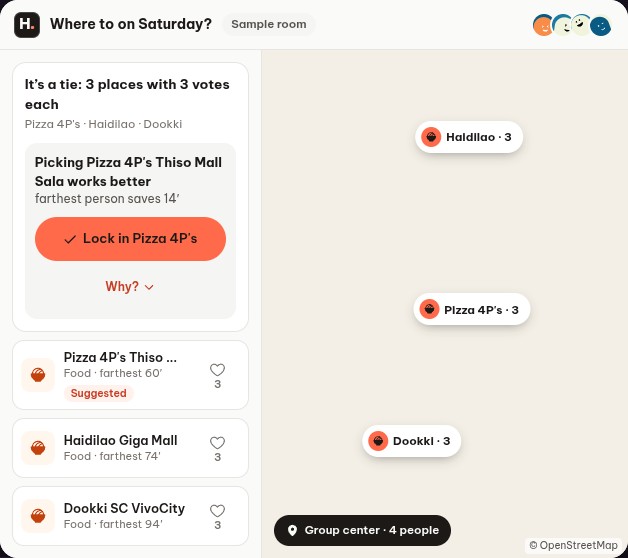 H.
Where to on Saturday?
Sample room
It's a tie: 3 places with 3 votes
each
Pizza 4P's · Haidilao · Dookki
Picking Pizza 4P's Thiso Mall
Sala works better
farthest person saves 14'
Lock in Pizza 4P's
Why?
Pizza 4P's Thiso ...
Food · farthest 60'
Suggested
3
Haidilao Giga Mall
Food · farthest 74'
3
Dookki SC VivoCity
Food · farthest 94'
3
Haidilao · 3
Pizza 4P's · 3
Dookki · 3
Group center · 4 people
© OpenStreetMap